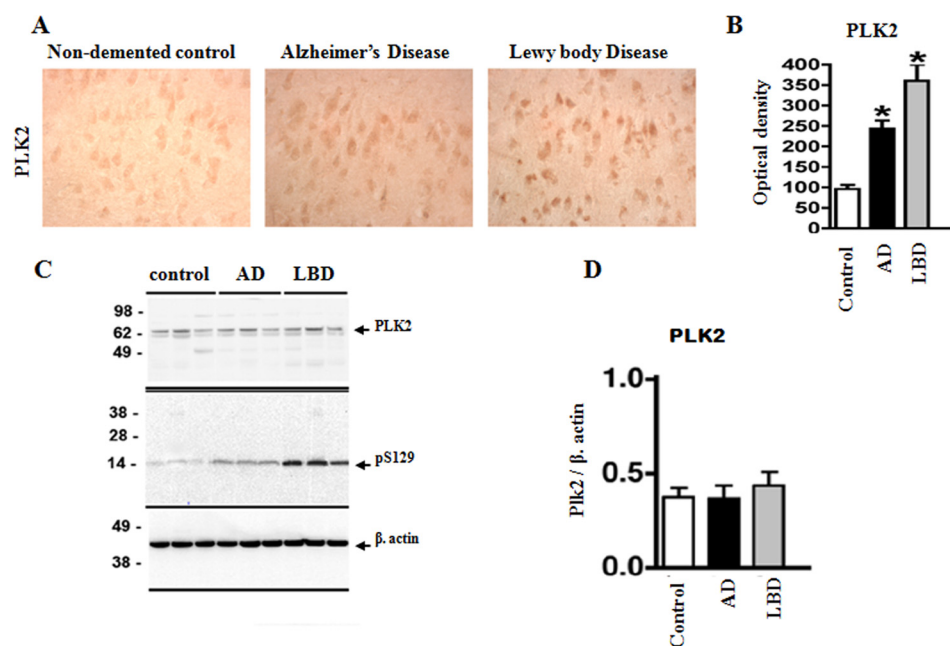 A
Non-demented control Alzheimer's Disease Lewy body Disease
PLK2
B
PLK2
Optical density
400
350
300
250
200
150
100
50
0
* *
Control AD LBD
C
control AD LBD
98 -
62 -
49 -
PLK2
38 -
28 -
14 -
pS129
49 -
38 -
β. actin
D
PLK2
Plk2 / β. actin
1.0
0.5
0.0
Control AD LBD